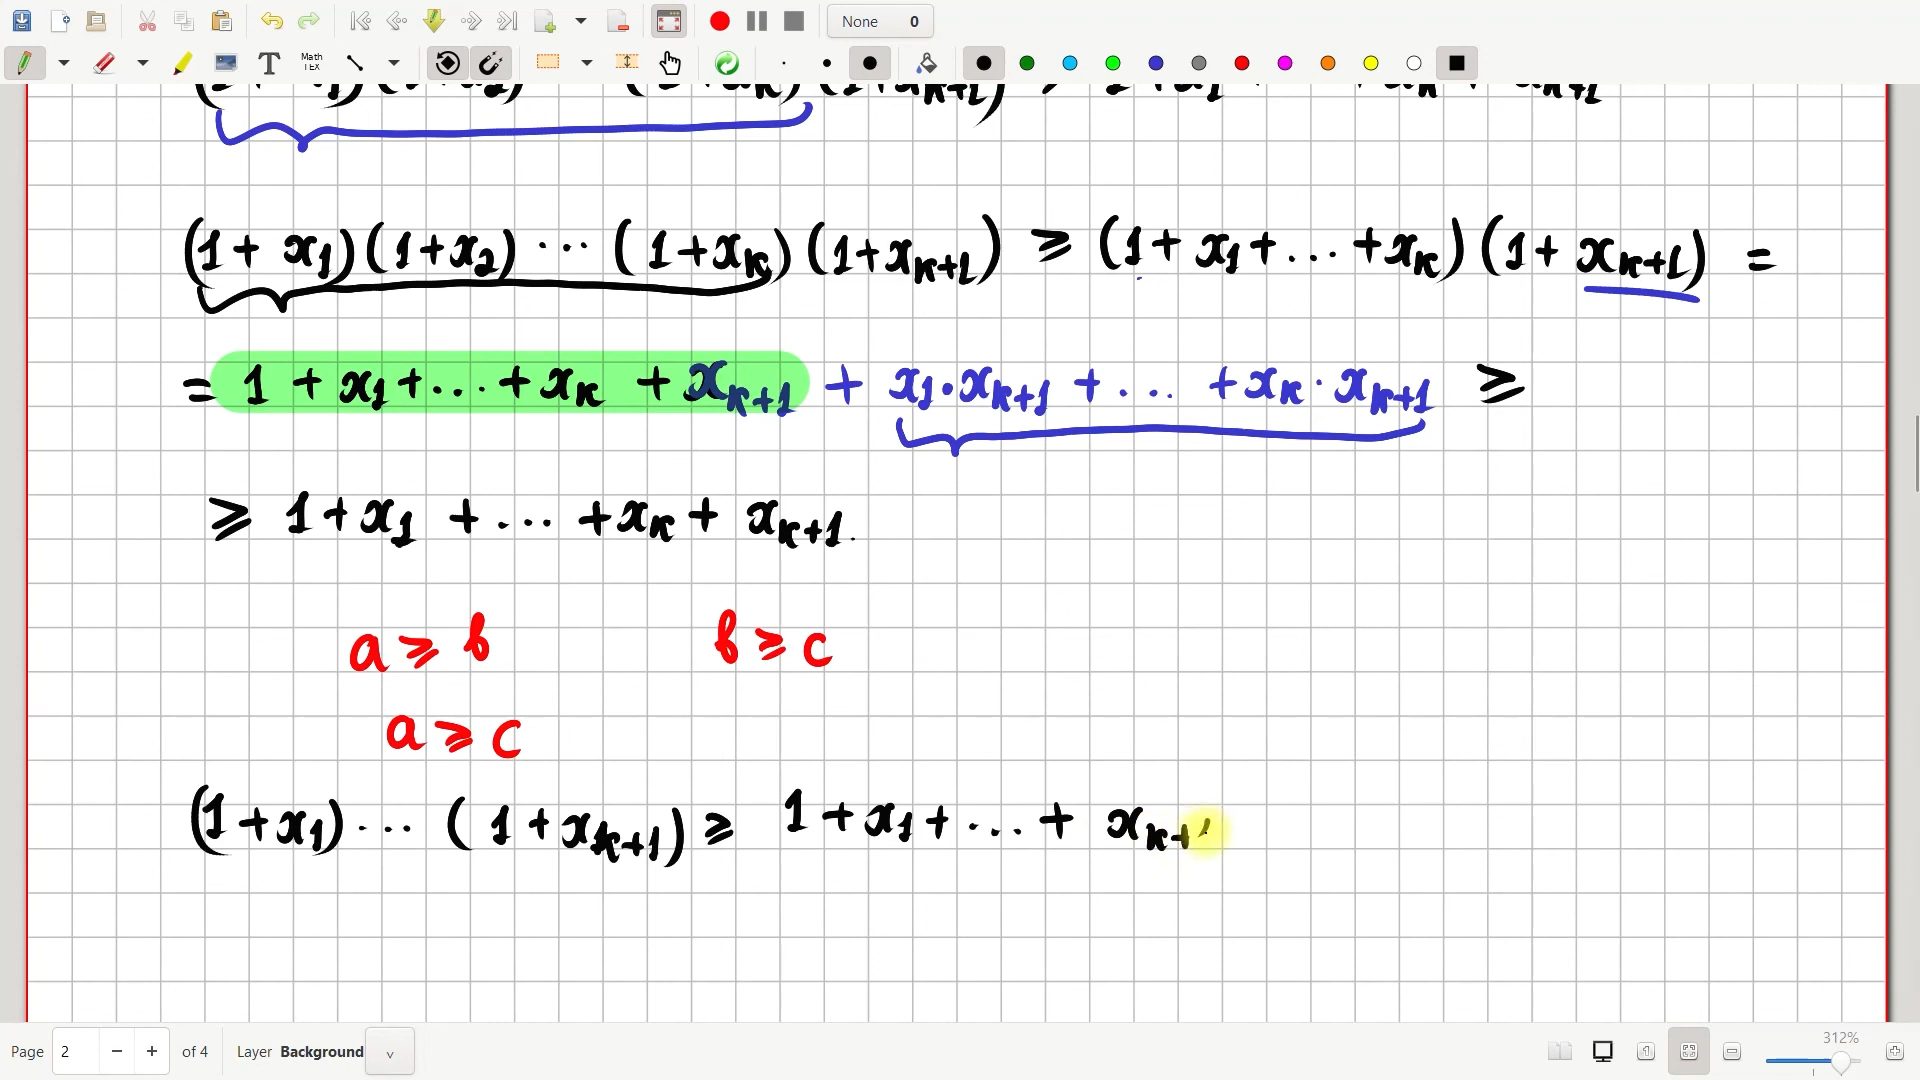 None 0
Math
TEX
(1+ x₁)(1+x₂) ... (1+xₖ)(1+xₖ₊₁) ⩾ (1+ x₁+...+xₖ)(1+ xₖ₊₁) =
= 1 + x₁+...+xₖ + xₖ₊₁ + x₁·xₖ₊₁ + ... +xₖ·xₖ₊₁ ⩾
⩾ 1+x₁ + ... +xₖ + xₖ₊₁.
a ⩾ b b ⩾ c
a ⩾ c
(1+x₁)... (1+xₖ₊₁) ⩾ 1+x₁+...+ xₖ₊
Page 2 − + of 4 Layer Background 312%